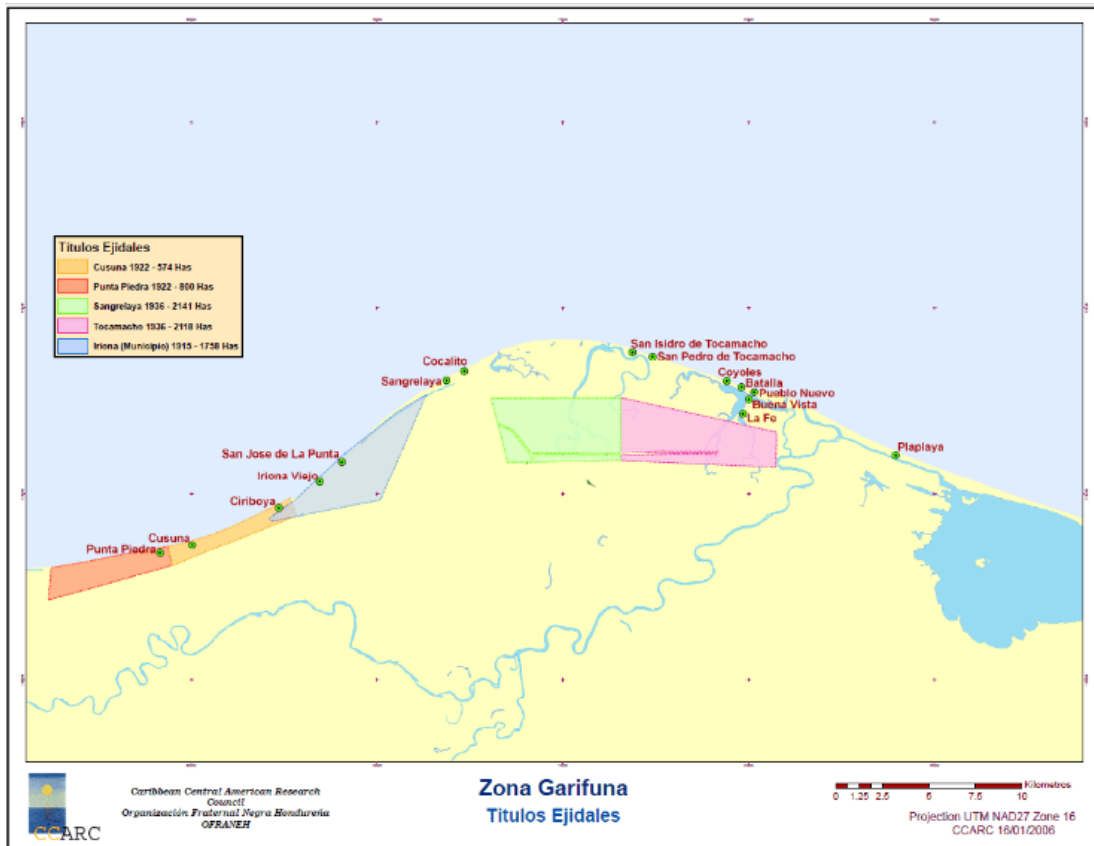 Titulos Ejidales
Cusuna 1922 - 574 Has
Punta Piedra 1922 - 800 Has
Sangrelaya 1936 - 2141 Has
Tocamacho 1936 - 2118 Has
Iriona (Municipio) 1915 - 1758 Has
San Isidro de Tocamacho
San Pedro de Tocamacho
Cocalito
Sangrelaya
Coyoles
Batalla
Pueblo Nuevo
Buena Vista
La Fe
San Jose de La Punta
Plaplaya
Iriona Viejo
Ciriboya
Cusuna
Punta Piedra
CCARC
Caribbean Central American Research
Council
Organización Fraternal Negra Hondureña
OFRANEH
Zona Garifuna
Titulos Ejidales
Kilometros
0 1.25 2.5 5 7.5 10
Projection UTM NAD27 Zone 16
CCARC 16/01/2006